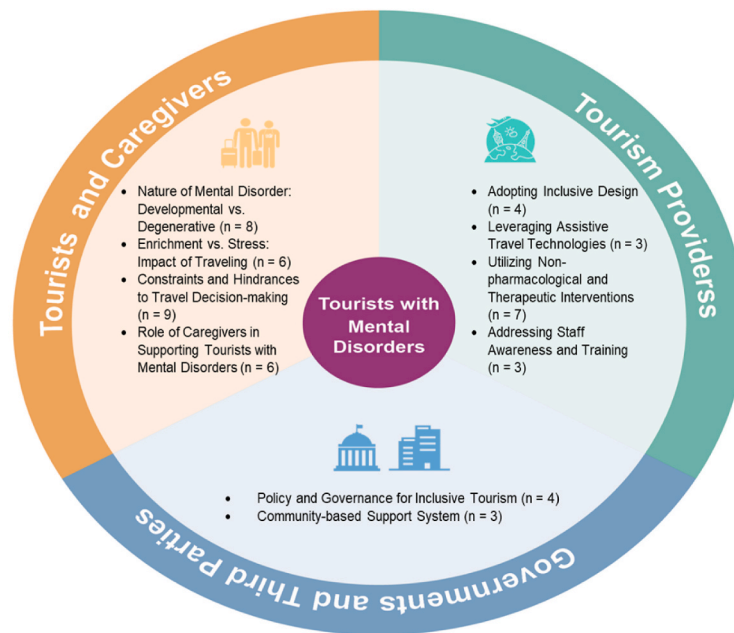 Tourists and Caregivers
• Nature of Mental Disorder:
Developmental vs.
Degenerative (n = 8)
• Enrichment vs. Stress:
Impact of Traveling (n = 6)
• Constraints and Hindrances
to Travel Decision-making
(n = 9)
• Role of Caregivers in
Supporting Tourists with
Mental Disorders (n = 6)
Tourism Providerss
• Adopting Inclusive Design
(n = 4)
• Leveraging Assistive
Travel Technologies (n = 3)
• Utilizing Non-
pharmacological and
Therapeutic Interventions
(n = 7)
• Addressing Staff
Awareness and Training
(n = 3)
Tourists with
Mental
Disorders
• Policy and Governance for Inclusive Tourism (n = 4)
• Community-based Support System (n = 3)
Governments and Third Parties